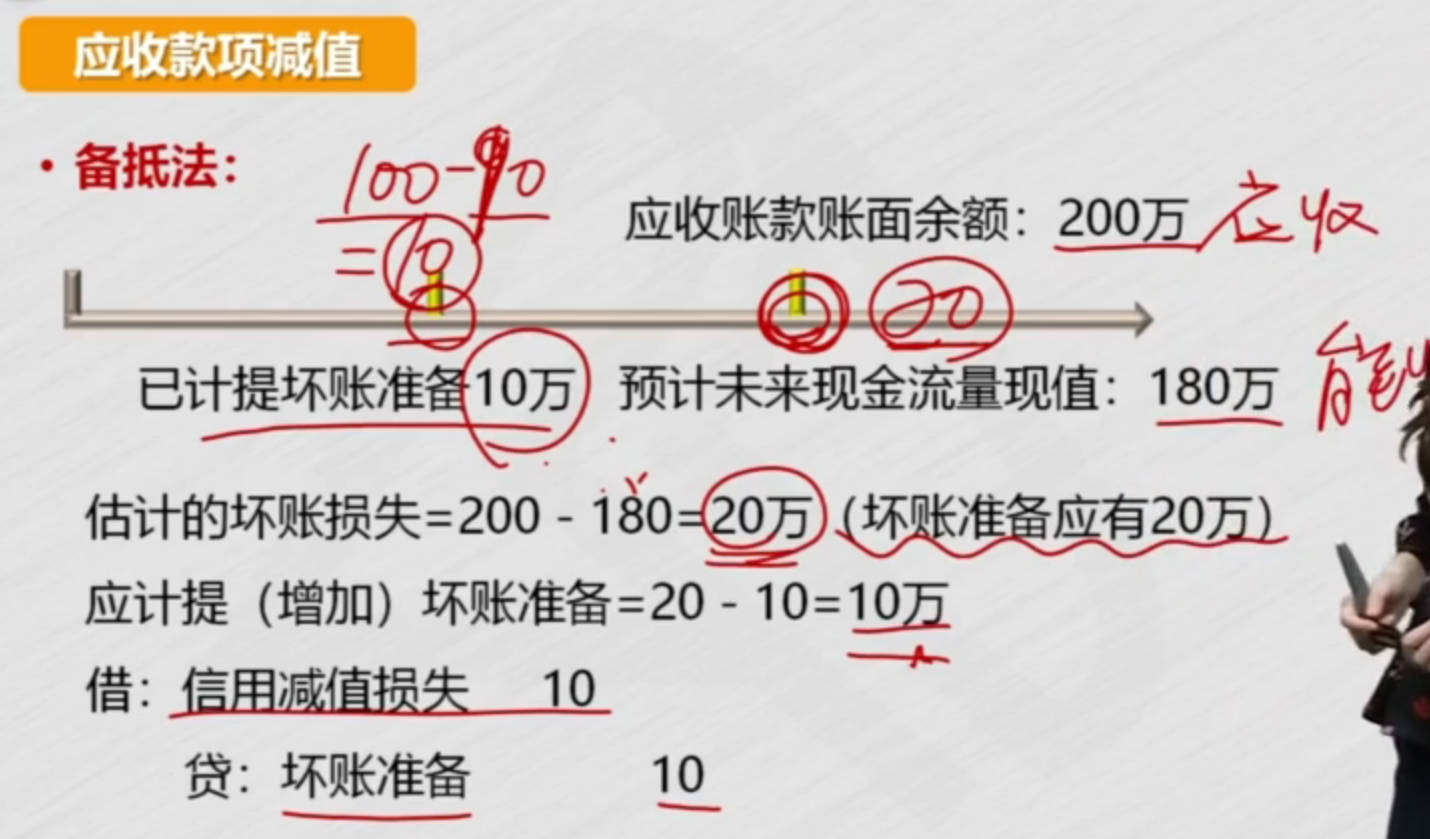 应收款项减值
• 备抵法：
100-90
=10
应收账款账面余额：200万 应收
20
已计提坏账准备10万 预计未来现金流量现值：180万 能
估计的坏账损失=200 - 180=20万（坏账准备应有20万）
应计提（增加）坏账准备=20 - 10=10万
借：信用减值损失 10
贷：坏账准备 10